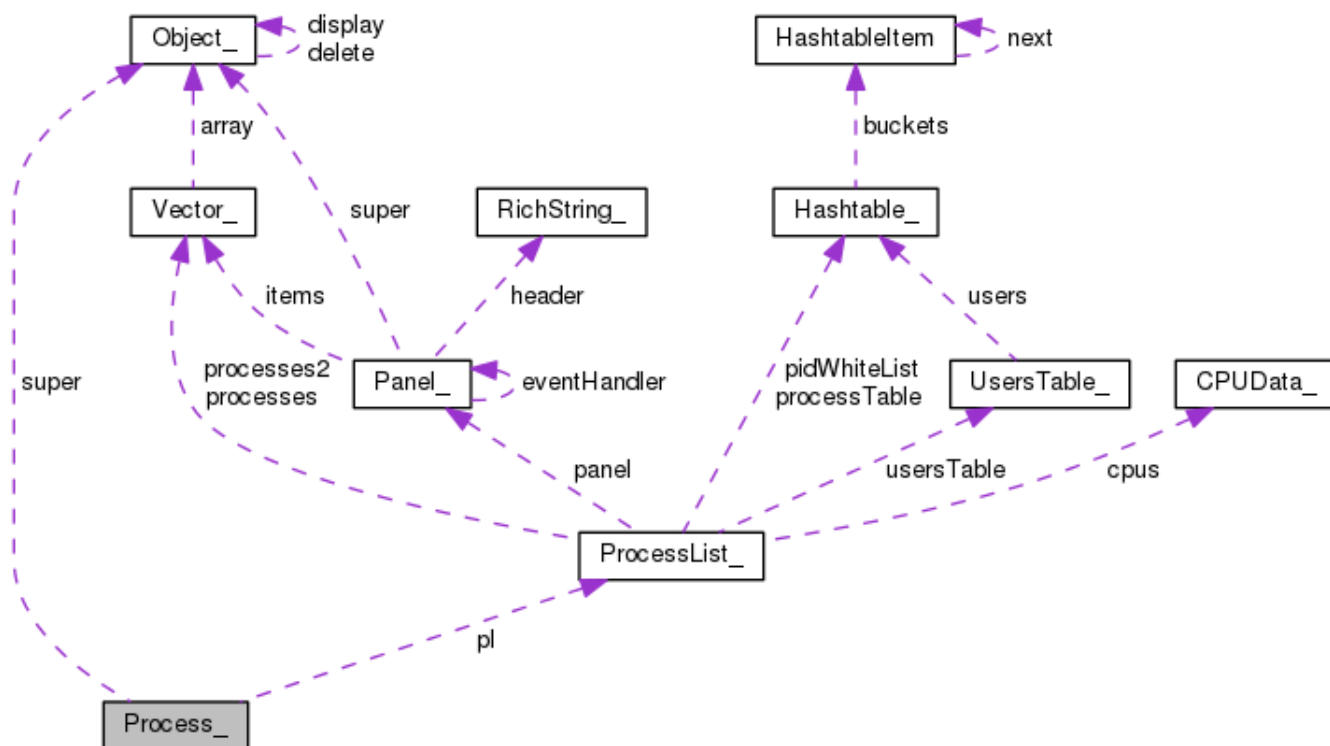 Object_
display
delete
HashtableItem
next
array
buckets
Vector_
super
RichString_
Hashtable_
items
header
users
super
processes2
processes
Panel_
eventHandler
pidWhiteList
processTable
UsersTable_
CPUData_
panel
usersTable
cpus
ProcessList_
pl
Process_